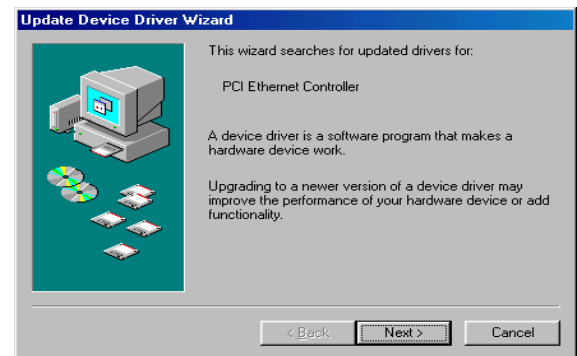 Update Device Driver Wizard
This wizard searches for updated drivers for:
PCI Ethernet Controller
A device driver is a software program that makes a
hardware device work.
Upgrading to a newer version of a device driver may
improve the performance of your hardware device or add
functionality.
< Back
Next >
Cancel